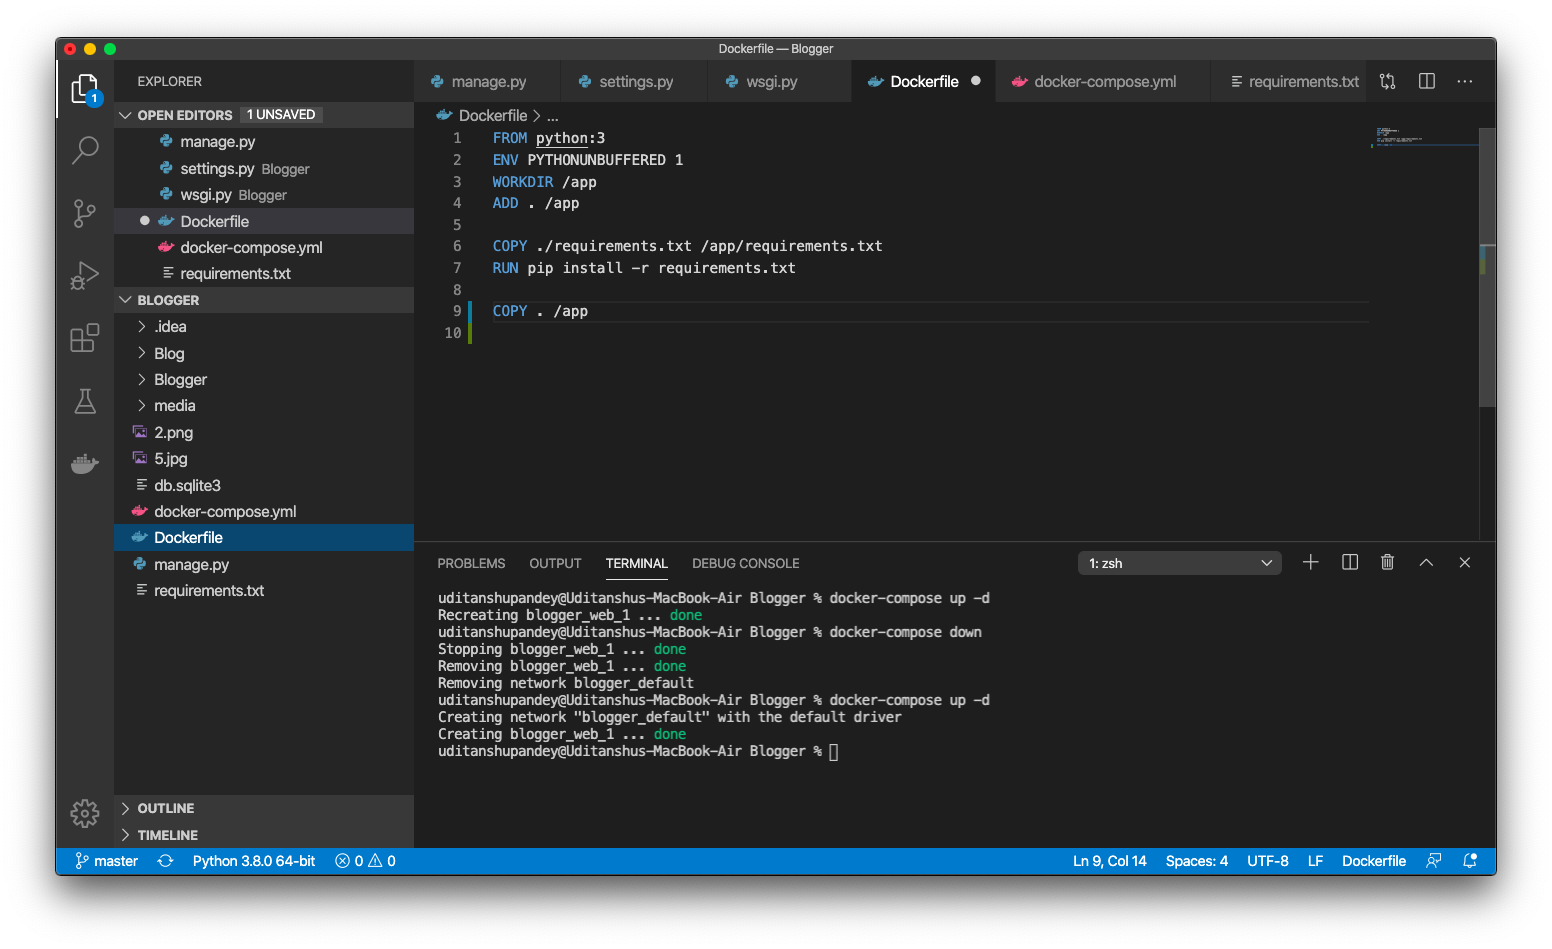 Dockerfile — Blogger
EXPLORER
OPEN EDITORS 1 UNSAVED
manage.py
settings.py Blogger
wsgi.py Blogger
Dockerfile
docker-compose.yml
requirements.txt
BLOGGER
.idea
Blog
Blogger
media
2.png
5.jpg
db.sqlite3
docker-compose.yml
Dockerfile
manage.py
requirements.txt
OUTLINE
TIMELINE
1
manage.py settings.py wsgi.py Dockerfile docker-compose.yml requirements.txt
Dockerfile > ...
1 FROM python:3
2 ENV PYTHONUNBUFFERED 1
3 WORKDIR /app
4 ADD . /app
5
6 COPY ./requirements.txt /app/requirements.txt
7 RUN pip install -r requirements.txt
8
9 COPY . /app
10
PROBLEMS OUTPUT TERMINAL DEBUG CONSOLE 1: zsh
uditanshupandey@Uditanshus-MacBook-Air Blogger % docker-compose up -d
Recreating blogger_web_1 ... done
uditanshupandey@Uditanshus-MacBook-Air Blogger % docker-compose down
Stopping blogger_web_1 ... done
Removing blogger_web_1 ... done
Removing network blogger_default
uditanshupandey@Uditanshus-MacBook-Air Blogger % docker-compose up -d
Creating network "blogger_default" with the default driver
Creating blogger_web_1 ... done
uditanshupandey@Uditanshus-MacBook-Air Blogger %
master Python 3.8.0 64-bit 0 0 Ln 9, Col 14 Spaces: 4 UTF-8 LF Dockerfile